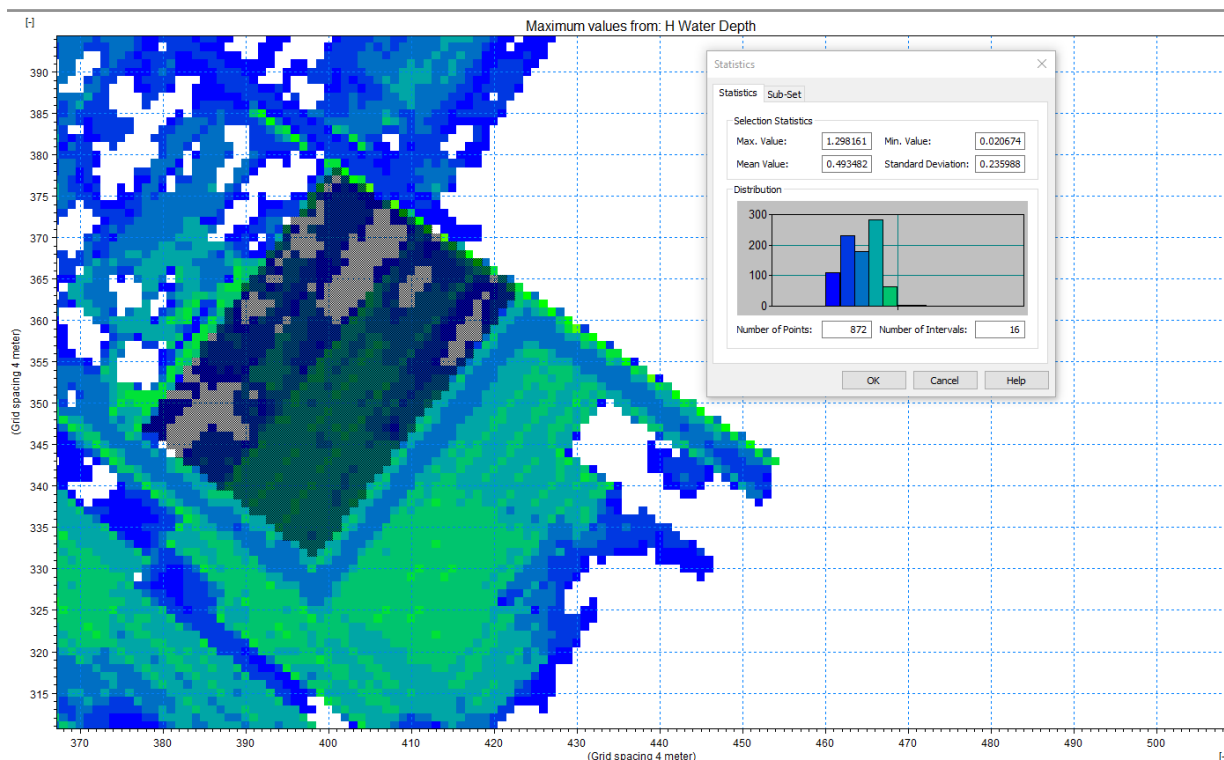 [-]
Maximum values from: H Water Depth
Statistics
Statistics Sub-Set
Selection Statistics
Max. Value: 1.298161 Min. Value: 0.020674
Mean Value: 0.493482 Standard Deviation: 0.235988
Distribution
300
200
100
0
Number of Points: 872 Number of Intervals: 16
OK Cancel Help
(Grid spacing 4 meter)
390
385
380
375
370
365
360
355
350
345
340
335
330
325
320
315
370 380 390 400 410 420 430 440 450 460 470 480 490 500
(Grid spacing 4 meter)